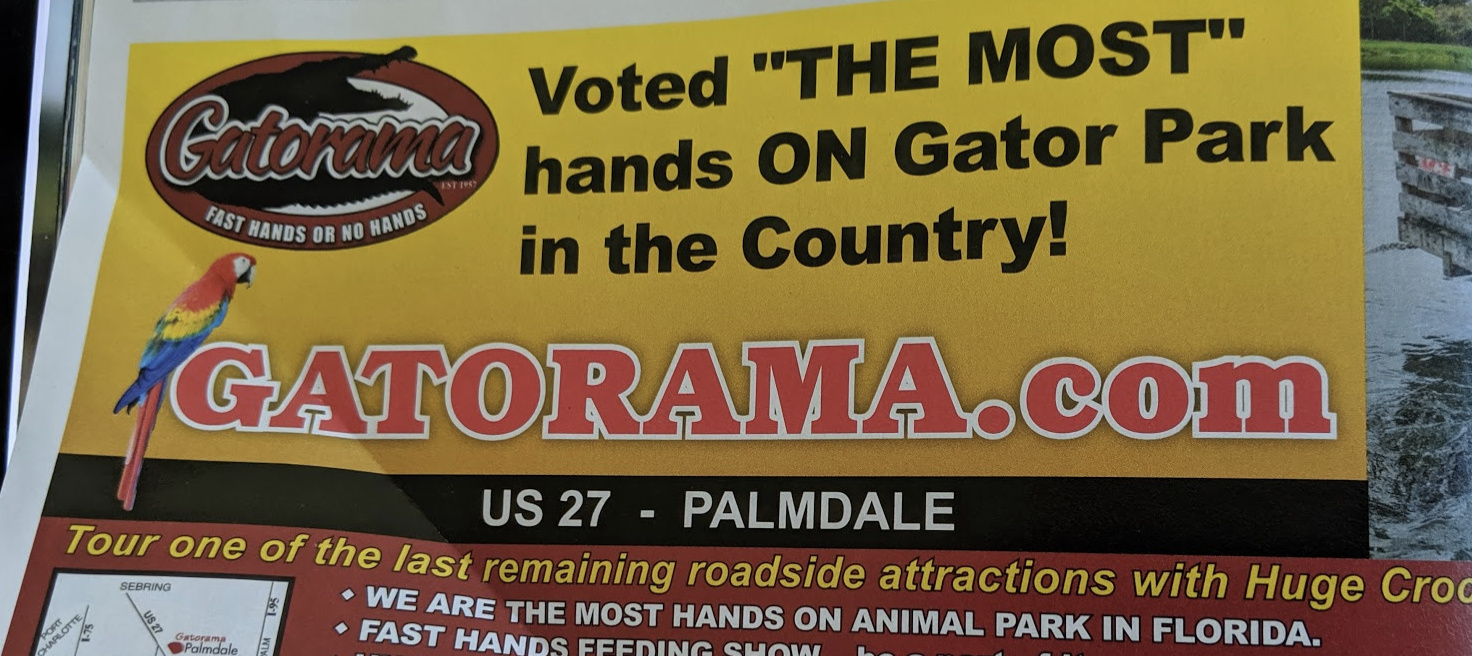 Gatorama
EST 1957
FAST HANDS OR NO HANDS
Voted "THE MOST"
hands ON Gator Park
in the Country!
GATORAMA.com
US 27 - PALMDALE
Tour one of the last remaining roadside attractions with Huge Croc
SEBRING
US 27
I-95
PORT
CHARLOTTE
I-75
Gatorama
Palmdale
PALM
• WE ARE THE MOST HANDS ON ANIMAL PARK IN FLORIDA.
• FAST HANDS FEEDING SHOW